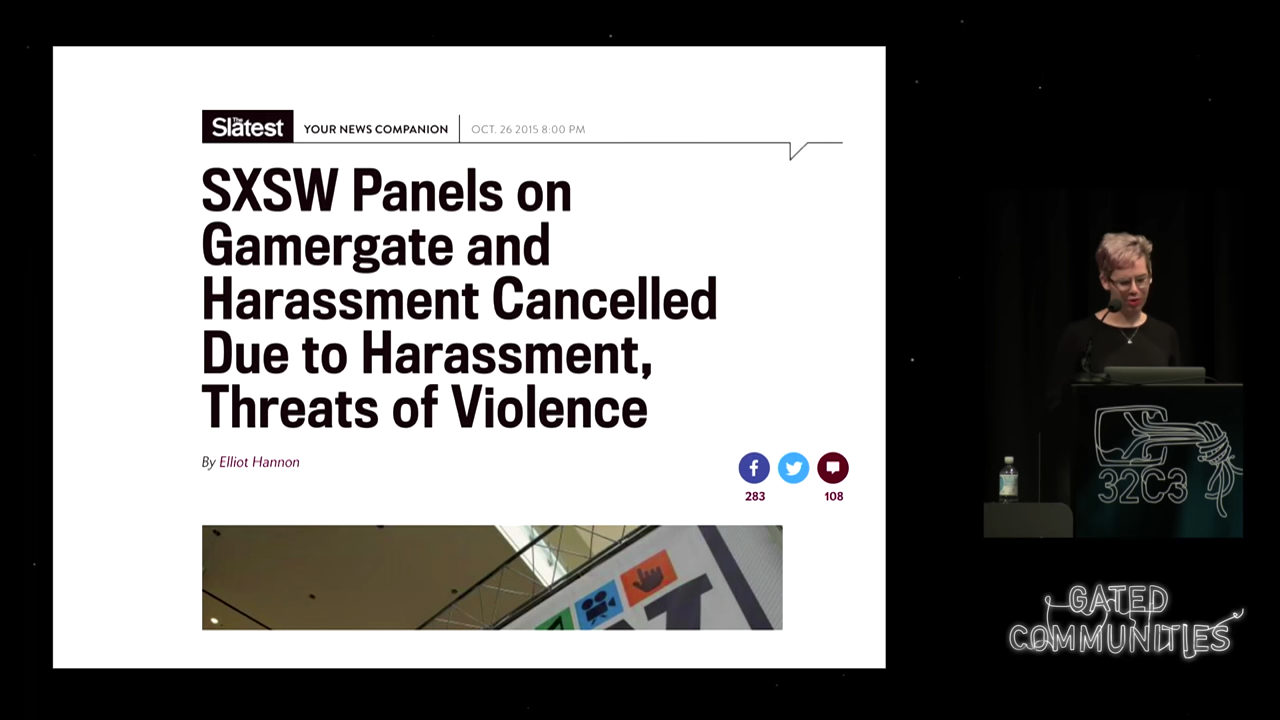 The Slatest
YOUR NEWS COMPANION
OCT. 26 2015 8:00 PM
SXSW Panels on
Gamergate and
Harassment Cancelled
Due to Harassment,
Threats of Violence
By Elliot Hannon
283
108
32C3
GATED
COMMUNITIES